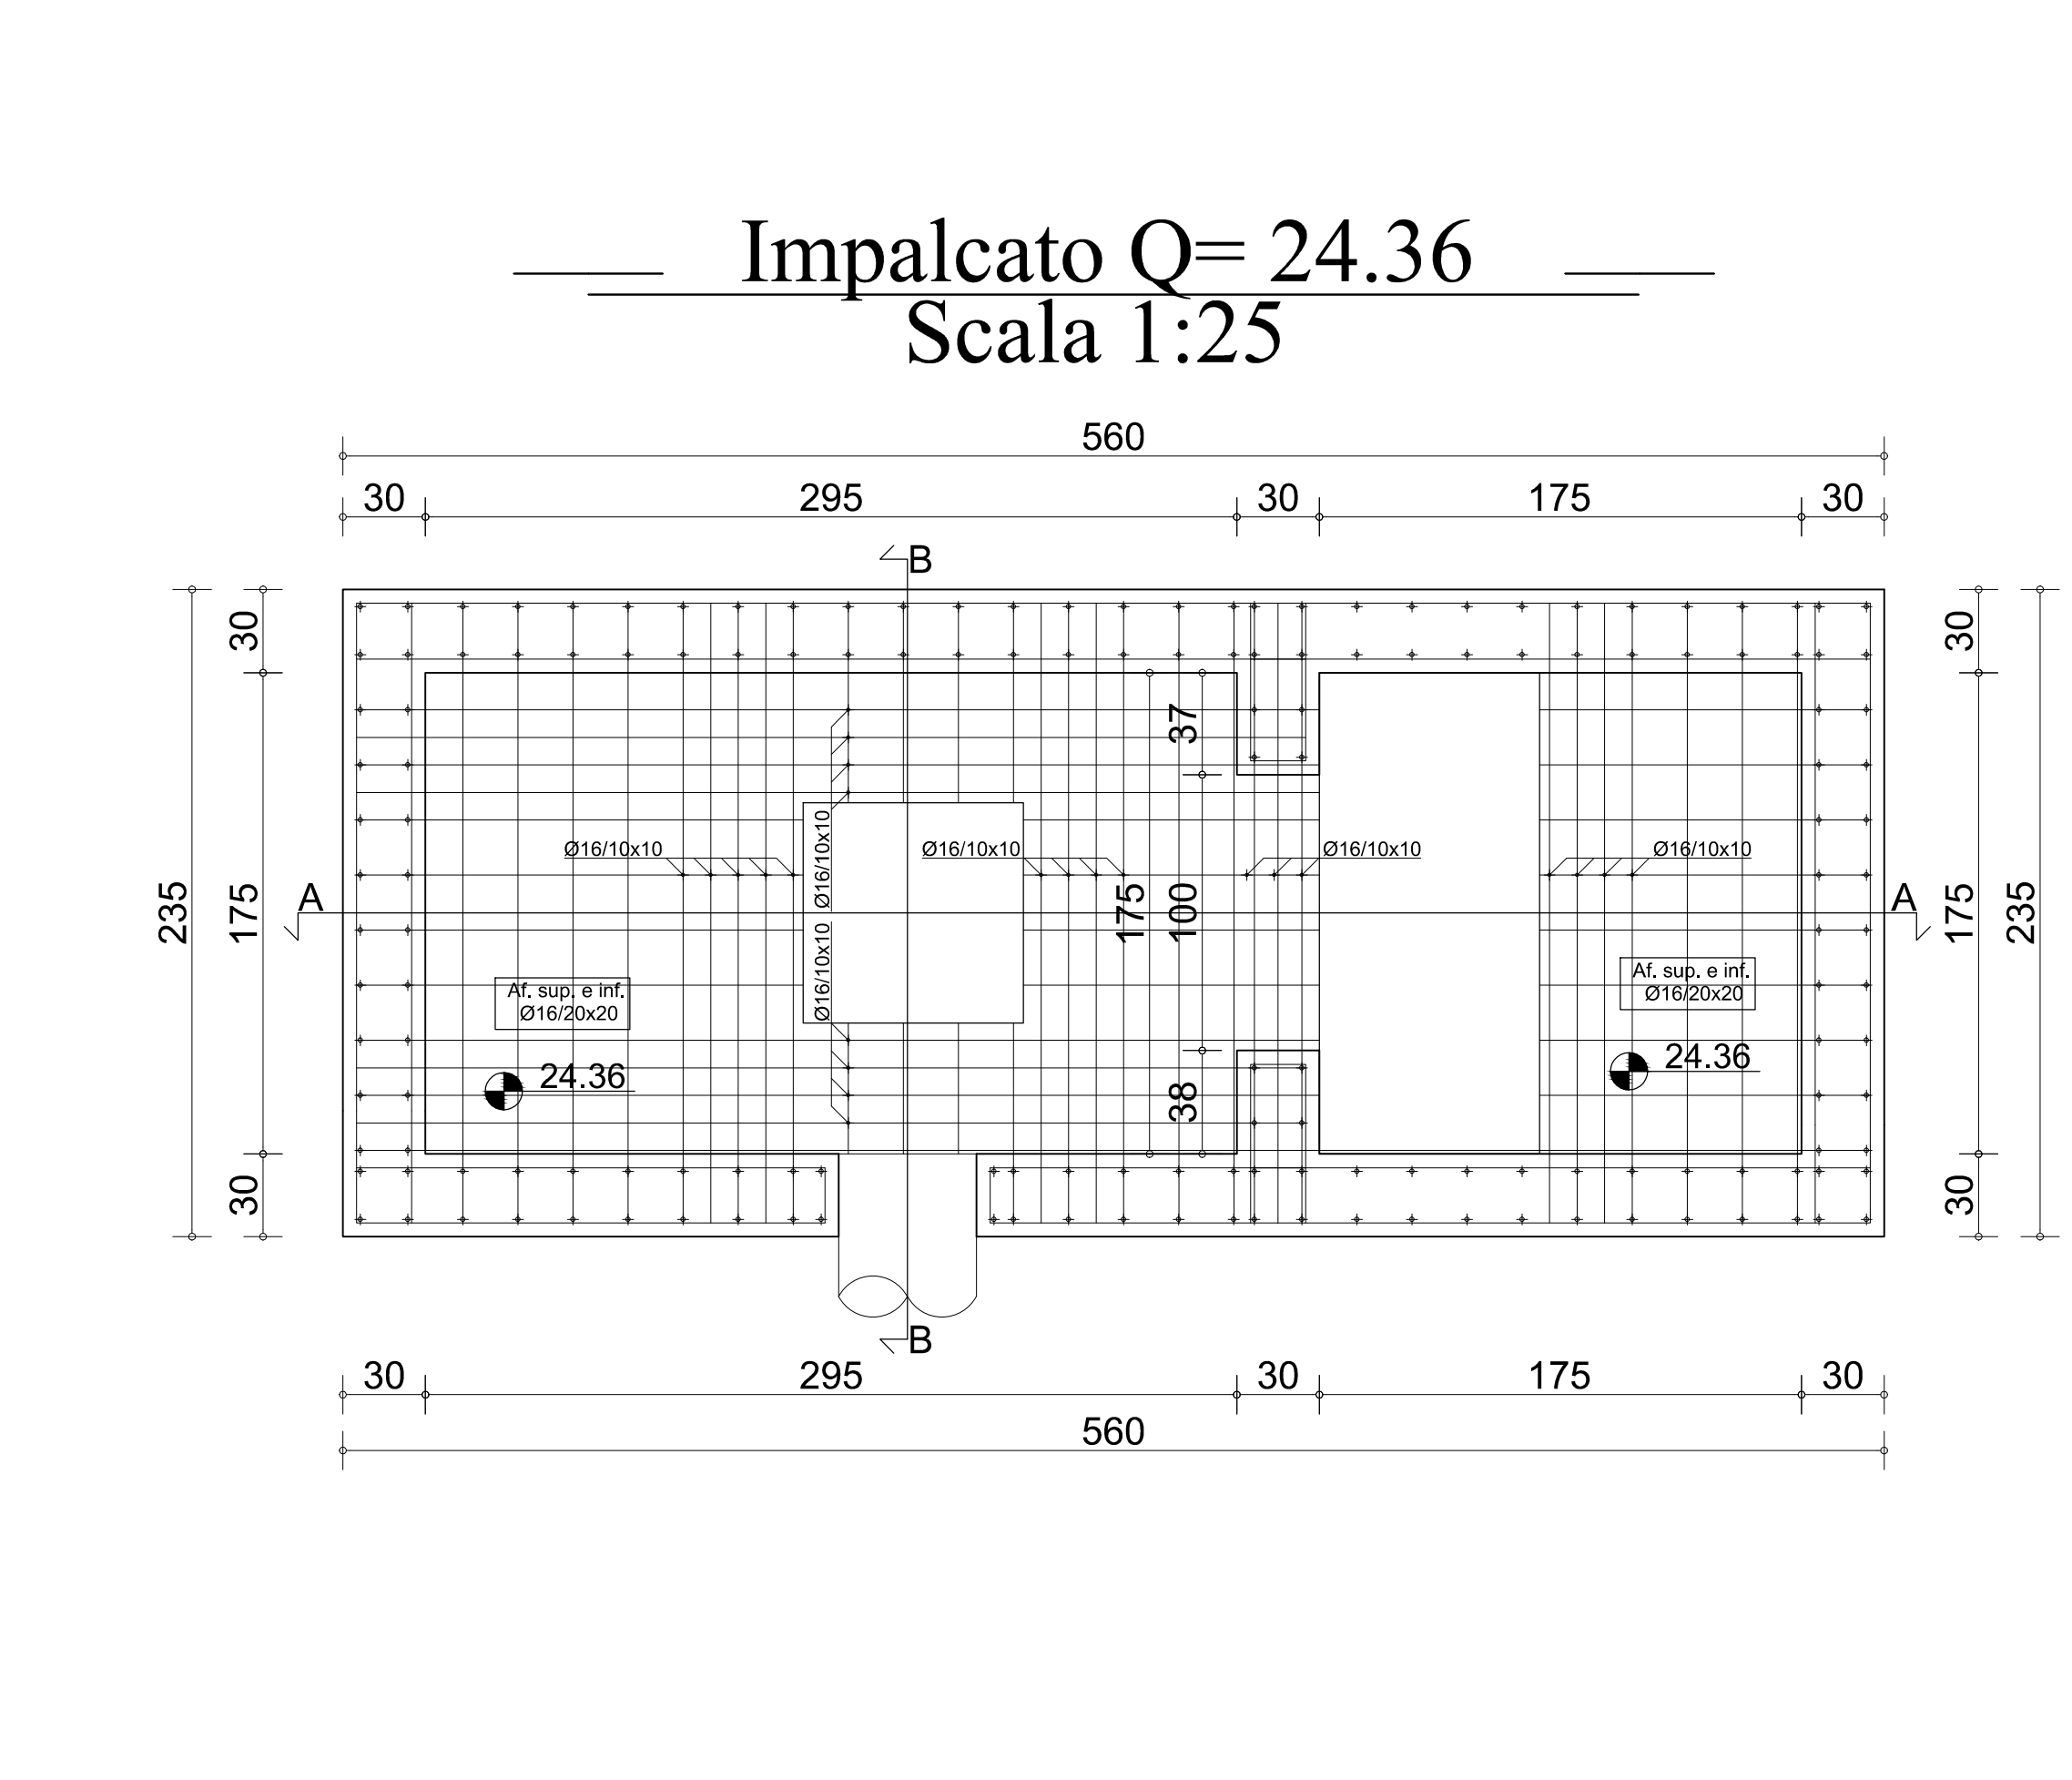 Impalcato Q= 24.36
Scala 1:25
560
30 295 30 175 30
B
30 30
37
Ø16/10x10 Ø16/10x10 Ø16/10x10 Ø16/10x10 Ø16/10x10
235 175 A 175 100 A 175 235
Ø16/10x10
Af. sup. e inf.
Ø16/20x20
Af. sup. e inf.
Ø16/20x20
24.36 24.36
38
30 30
B
30 295 30 175 30
560